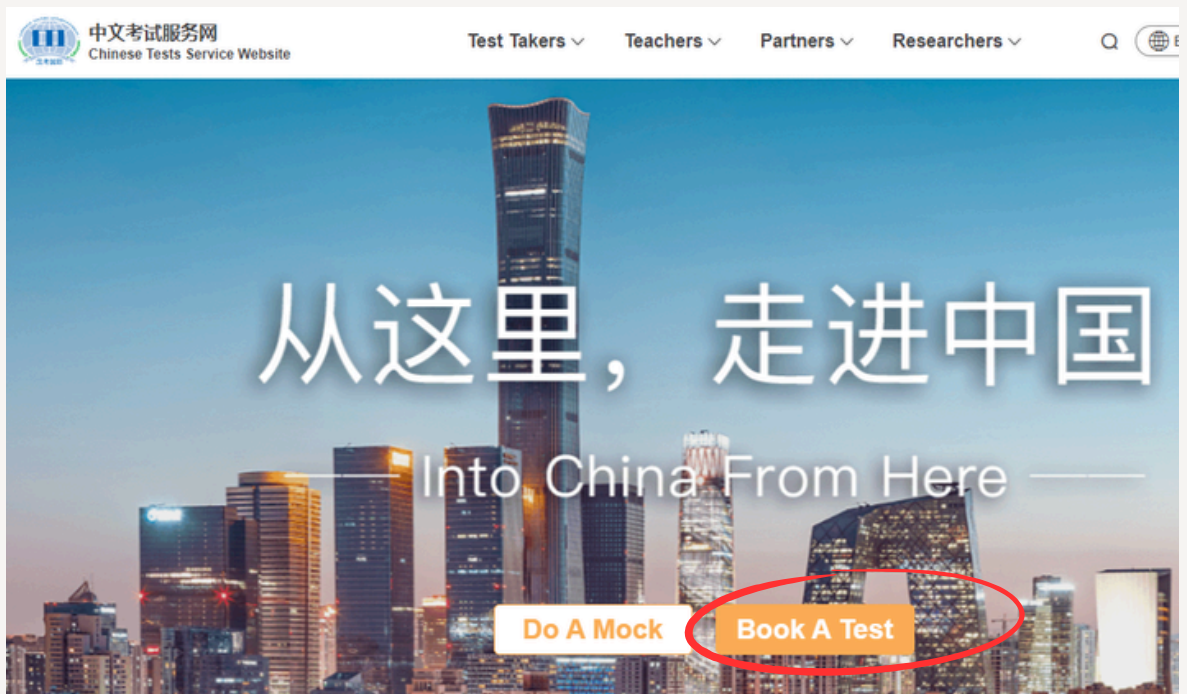 中文考试服务网
Chinese Tests Service Website
Test Takers
Teachers
Partners
Researchers
从这里，走进中国
Into China From Here
Do A Mock
Book A Test